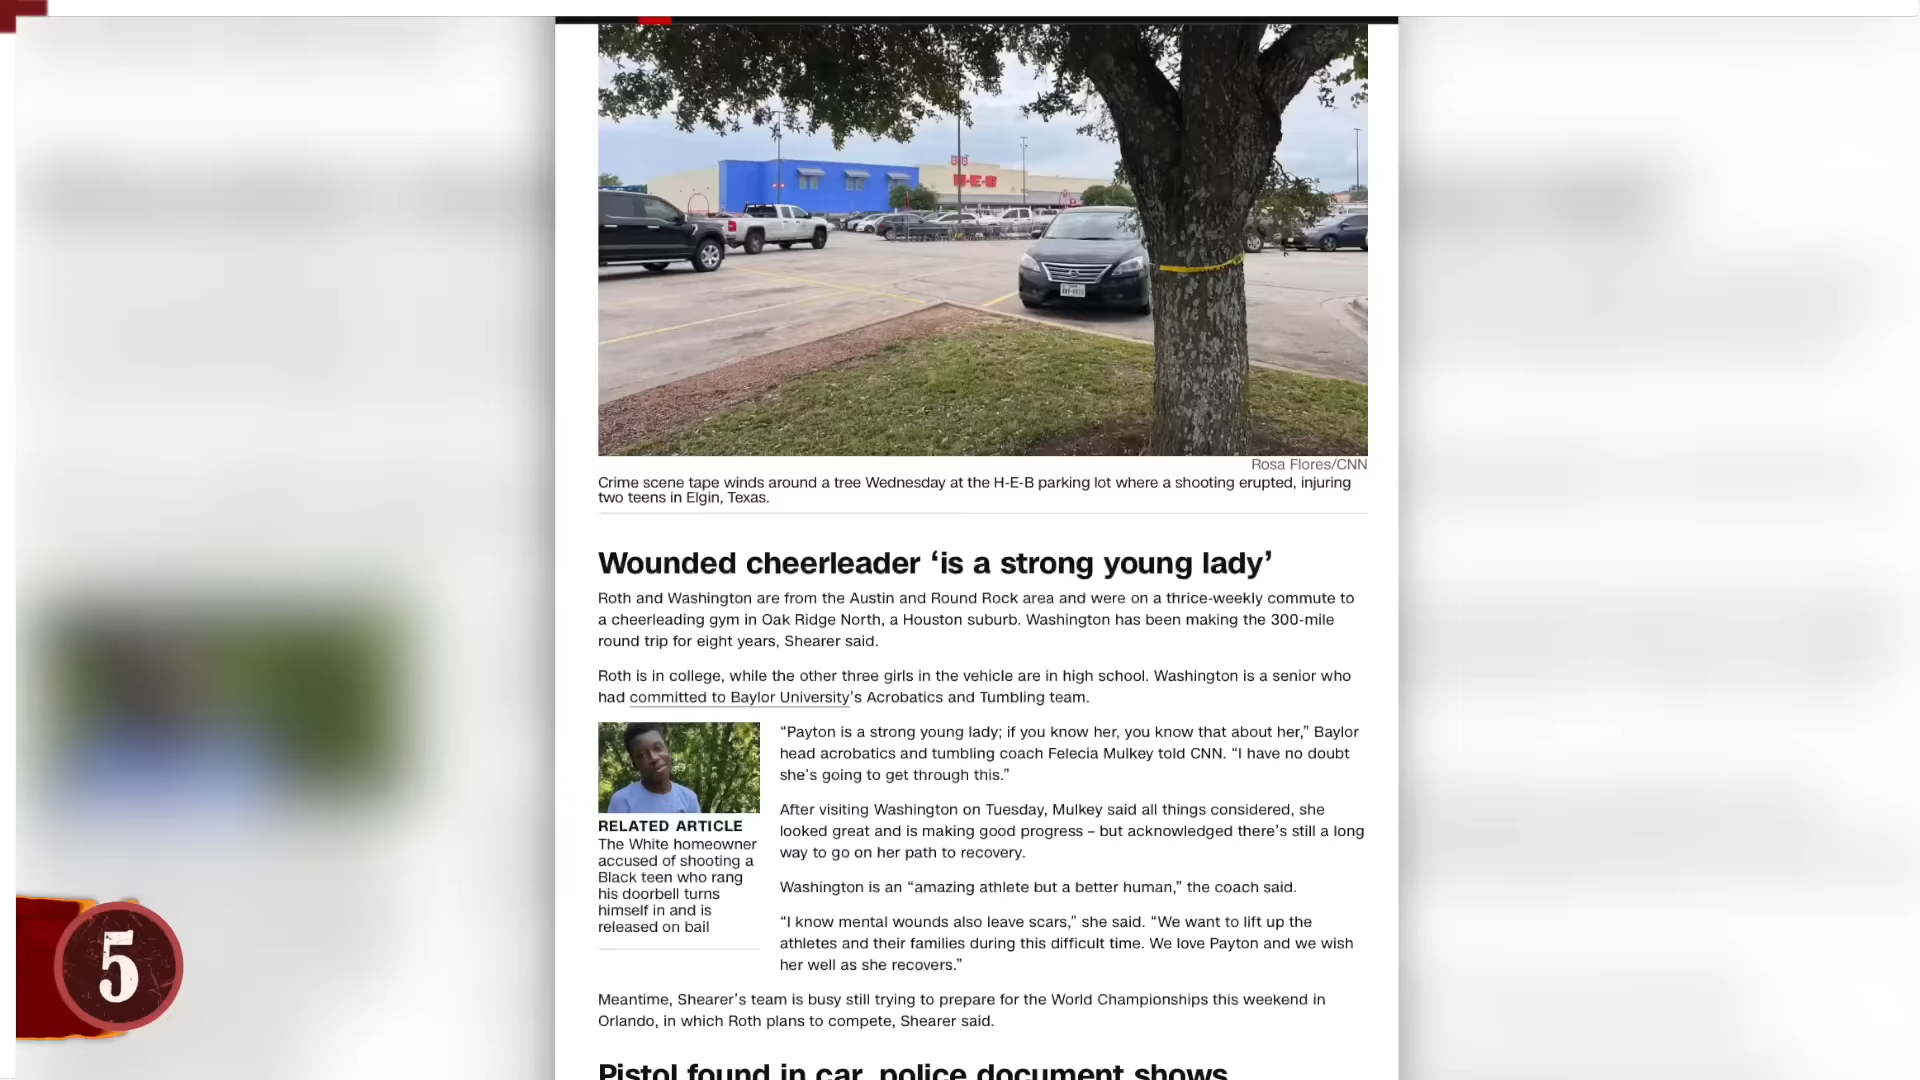 H-E-B
Rosa Flores/CNN
Crime scene tape winds around a tree Wednesday at the H-E-B parking lot where a shooting erupted, injuring
two teens in Elgin, Texas.
Wounded cheerleader ‘is a strong young lady’
Roth and Washington are from the Austin and Round Rock area and were on a thrice-weekly commute to
a cheerleading gym in Oak Ridge North, a Houston suburb. Washington has been making the 300-mile
round trip for eight years, Shearer said.
Roth is in college, while the other three girls in the vehicle are in high school. Washington is a senior who
had committed to Baylor University’s Acrobatics and Tumbling team.
“Payton is a strong young lady; if you know her, you know that about her,” Baylor
head acrobatics and tumbling coach Felecia Mulkey told CNN. “I have no doubt
she’s going to get through this.”
After visiting Washington on Tuesday, Mulkey said all things considered, she
looked great and is making good progress – but acknowledged there’s still a long
way to go on her path to recovery.
Washington is an “amazing athlete but a better human,” the coach said.
“I know mental wounds also leave scars,” she said. “We want to lift up the
athletes and their families during this difficult time. We love Payton and we wish
her well as she recovers.”
RELATED ARTICLE
The White homeowner
accused of shooting a
Black teen who rang
his doorbell turns
himself in and is
released on bail
Meantime, Shearer’s team is busy still trying to prepare for the World Championships this weekend in
Orlando, in which Roth plans to compete, Shearer said.
Pistol found in car, police document shows
5